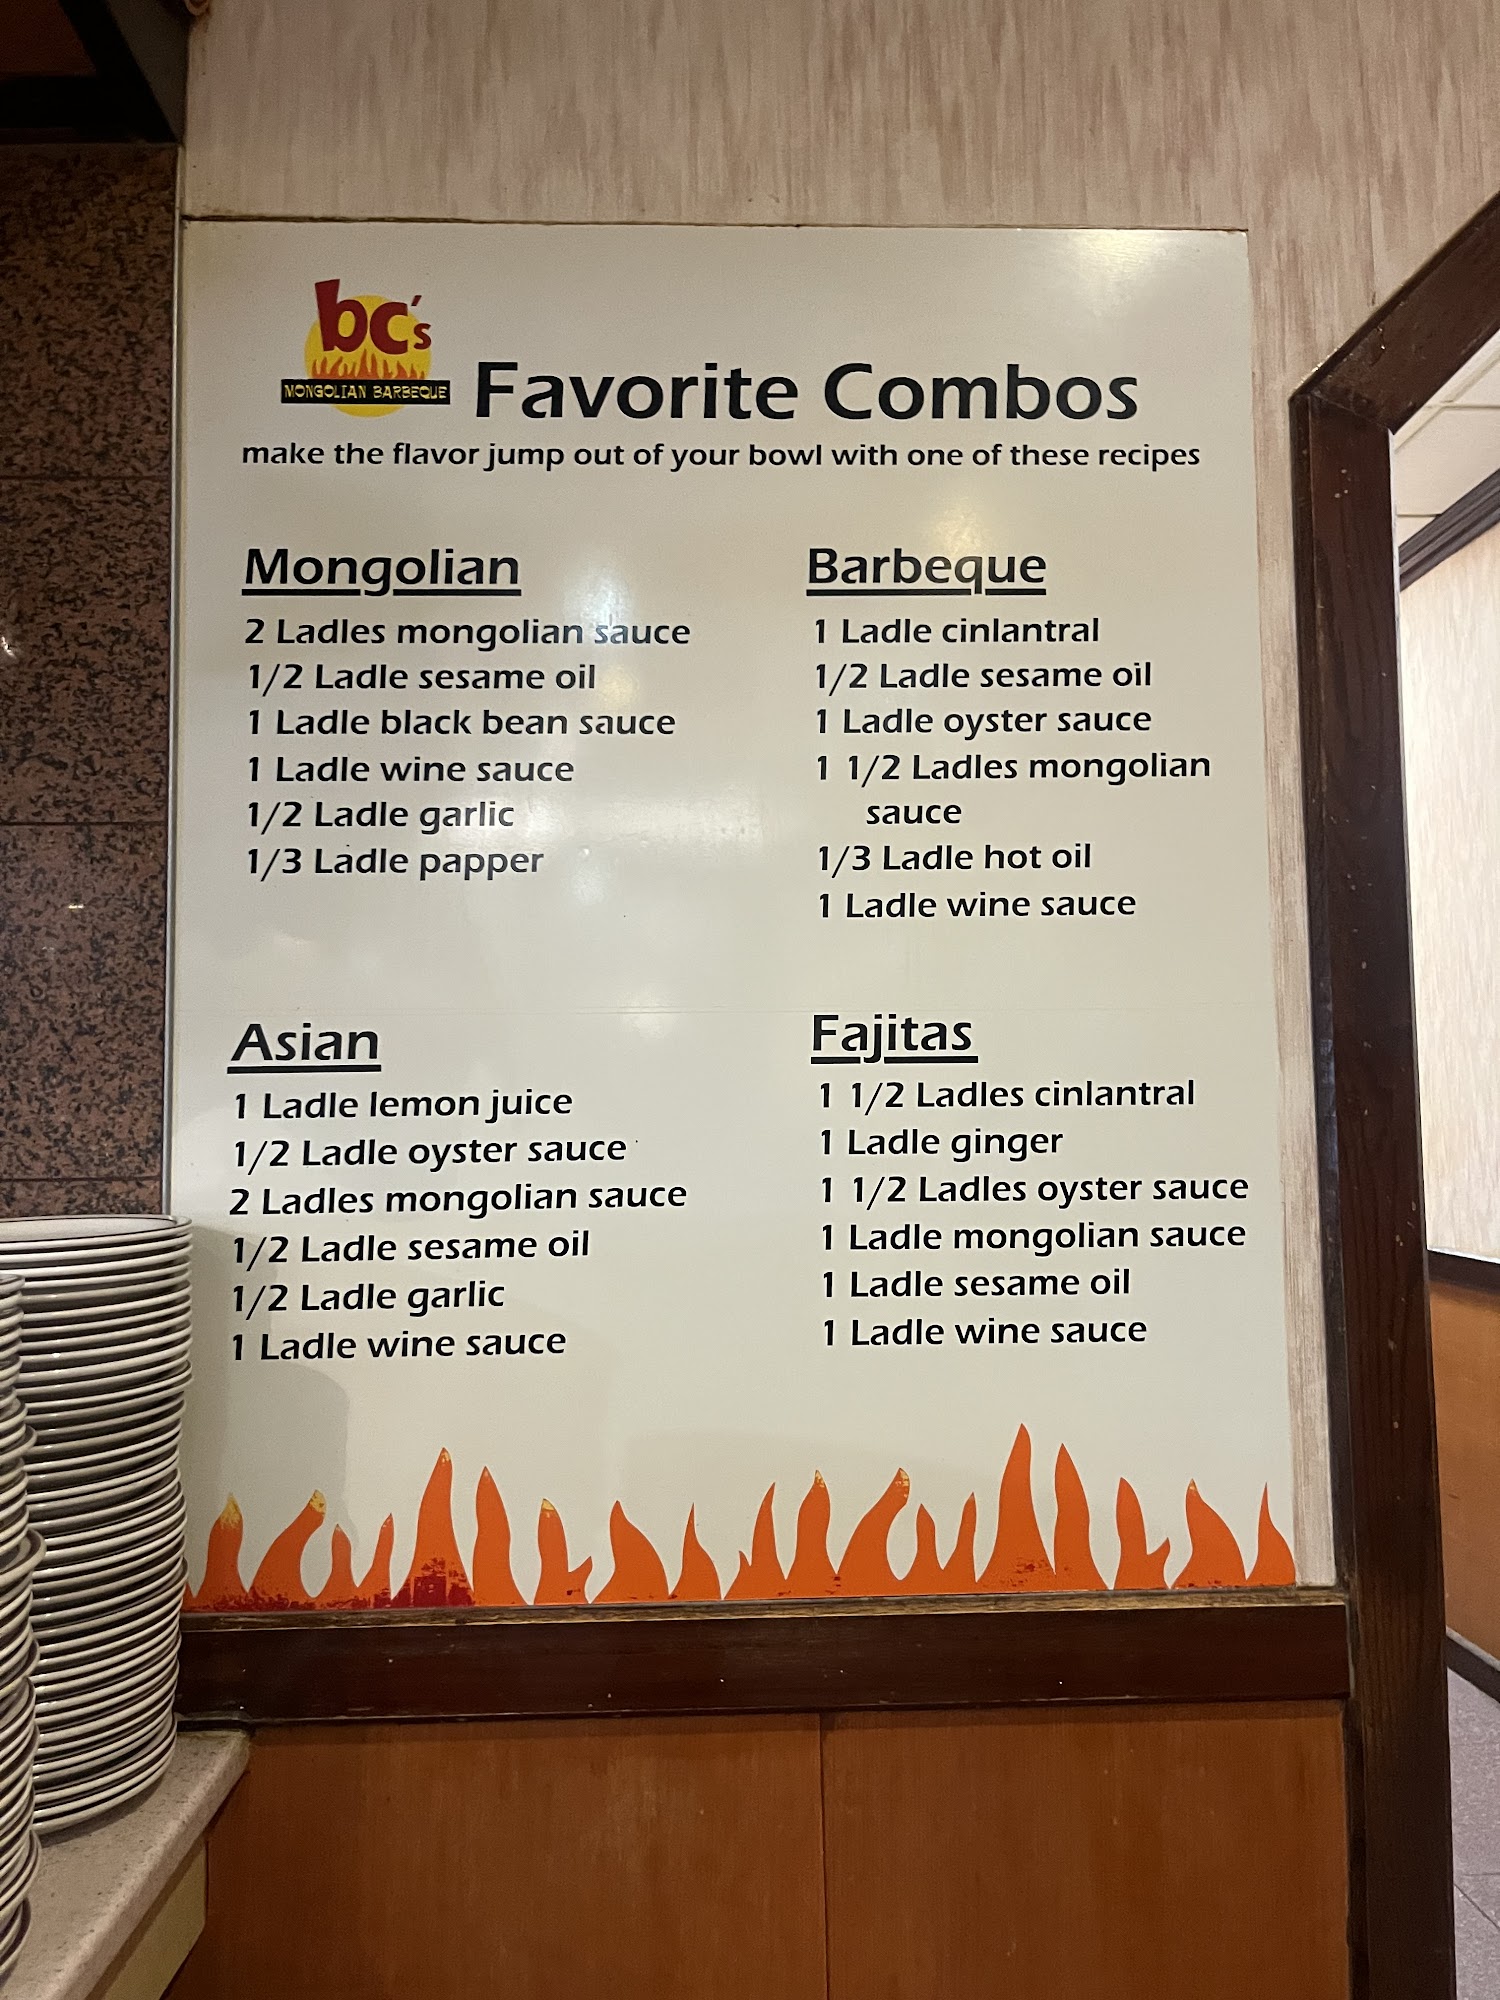 bc's
MONGOLIAN BARBEQUE
Favorite Combos
make the flavor jump out of your bowl with one of these recipes
Mongolian
2 Ladles mongolian sauce
1/2 Ladle sesame oil
1 Ladle black bean sauce
1 Ladle wine sauce
1/2 Ladle garlic
1/3 Ladle papper
Barbeque
1 Ladle cinlantral
1/2 Ladle sesame oil
1 Ladle oyster sauce
1 1/2 Ladles mongolian
sauce
1/3 Ladle hot oil
1 Ladle wine sauce
Asian
1 Ladle lemon juice
1/2 Ladle oyster sauce
2 Ladles mongolian sauce
1/2 Ladle sesame oil
1/2 Ladle garlic
1 Ladle wine sauce
Fajitas
1 1/2 Ladles cinlantral
1 Ladle ginger
1 1/2 Ladles oyster sauce
1 Ladle mongolian sauce
1 Ladle sesame oil
1 Ladle wine sauce